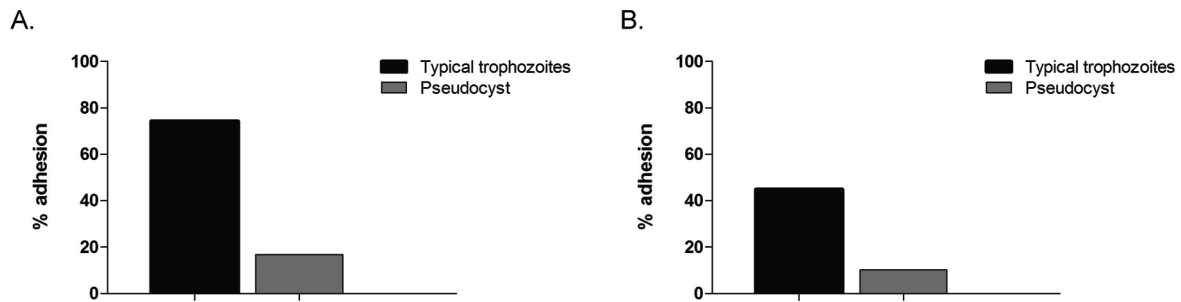 A.
% adhesion
100
80
60
40
20
0
Typical trophozoites
Pseudocyst
B.
% adhesion
100
80
60
40
20
0
Typical trophozoites
Pseudocyst